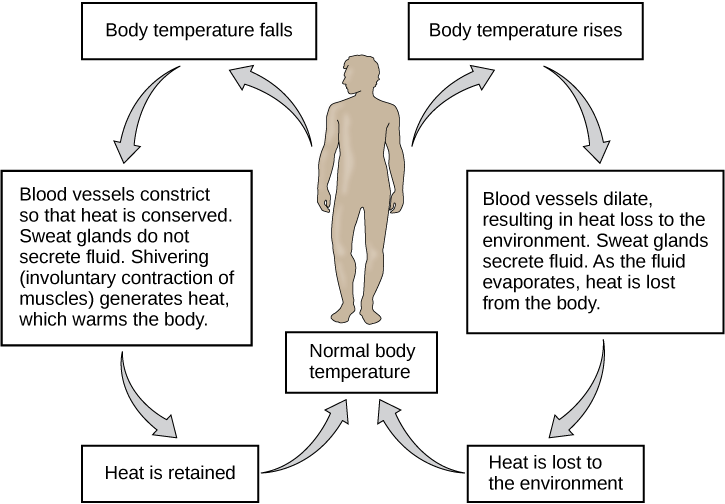 Body temperature falls
Body temperature rises
Blood vessels constrict
so that heat is conserved.
Sweat glands do not
secrete fluid. Shivering
(involuntary contraction of
muscles) generates heat,
which warms the body.
Blood vessels dilate,
resulting in heat loss to the
environment. Sweat glands
secrete fluid. As the fluid
evaporates, heat is lost
from the body.
Normal body
temperature
Heat is retained
Heat is lost to
the environment